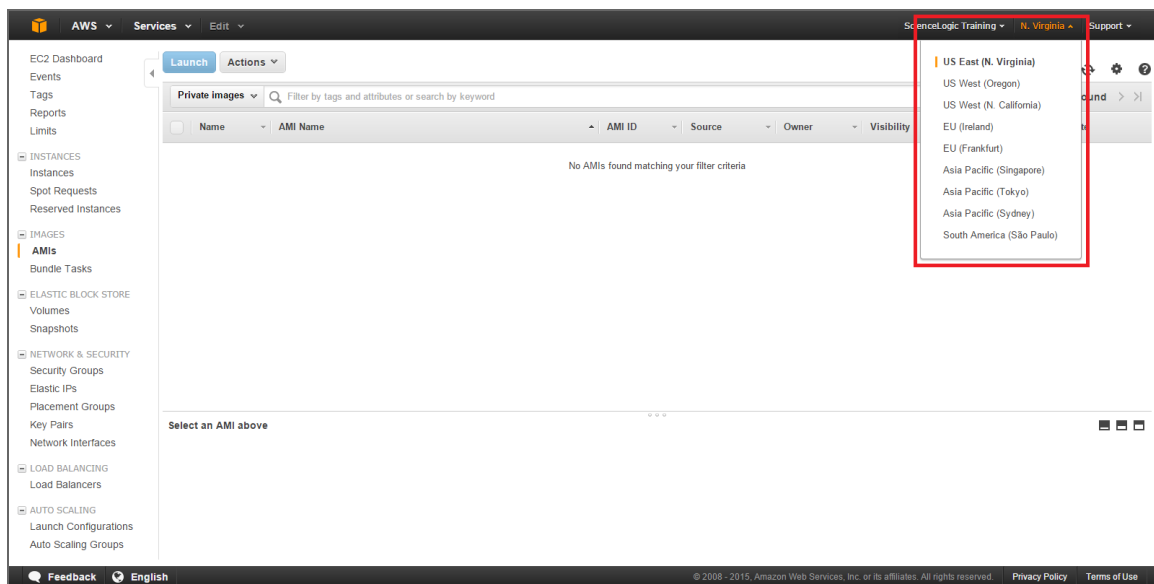 AWS Services Edit ScienceLogic Training N. Virginia Support
EC2 Dashboard
Events
Tags
Reports
Limits
INSTANCES
Instances
Spot Requests
Reserved Instances
IMAGES
AMIs
Bundle Tasks
ELASTIC BLOCK STORE
Volumes
Snapshots
NETWORK & SECURITY
Security Groups
Elastic IPs
Placement Groups
Key Pairs
Network Interfaces
LOAD BALANCING
Load Balancers
AUTO SCALING
Launch Configurations
Auto Scaling Groups
Launch Actions
Private images Filter by tags and attributes or search by keyword
Name AMI Name AMI ID Source Owner Visibility
No AMIs found matching your filter criteria
US East (N. Virginia)
US West (Oregon)
US West (N. California)
EU (Ireland)
EU (Frankfurt)
Asia Pacific (Singapore)
Asia Pacific (Tokyo)
Asia Pacific (Sydney)
South America (São Paulo)
Select an AMI above
Feedback English © 2008 - 2015, Amazon Web Services, Inc. or its affiliates. All rights reserved. Privacy Policy Terms of Use